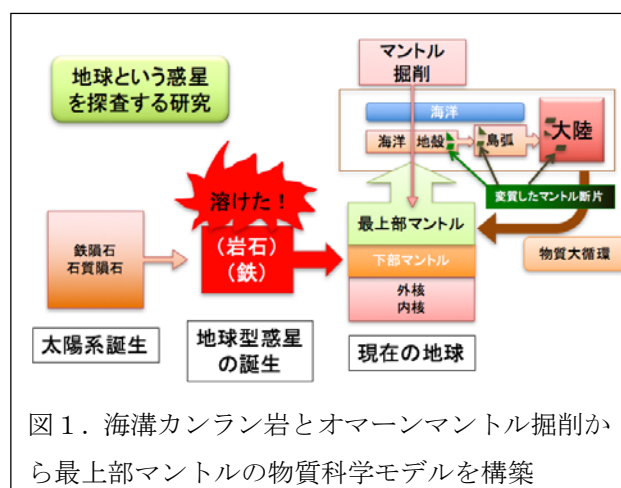 地球という惑星
を探査する研究
マントル
掘削
海洋
海洋 地殻
島弧
大陸
変質したマントル断片
溶けた！
鉄隕石
石質隕石
（岩石）
（鉄）
最上部マントル
下部マントル
外核
内核
物質大循環
太陽系誕生
地球型惑星
の誕生
現在の地球
図１．海溝カンラン岩とオマーンマントル掘削か
ら最上部マントルの物質科学モデルを構築